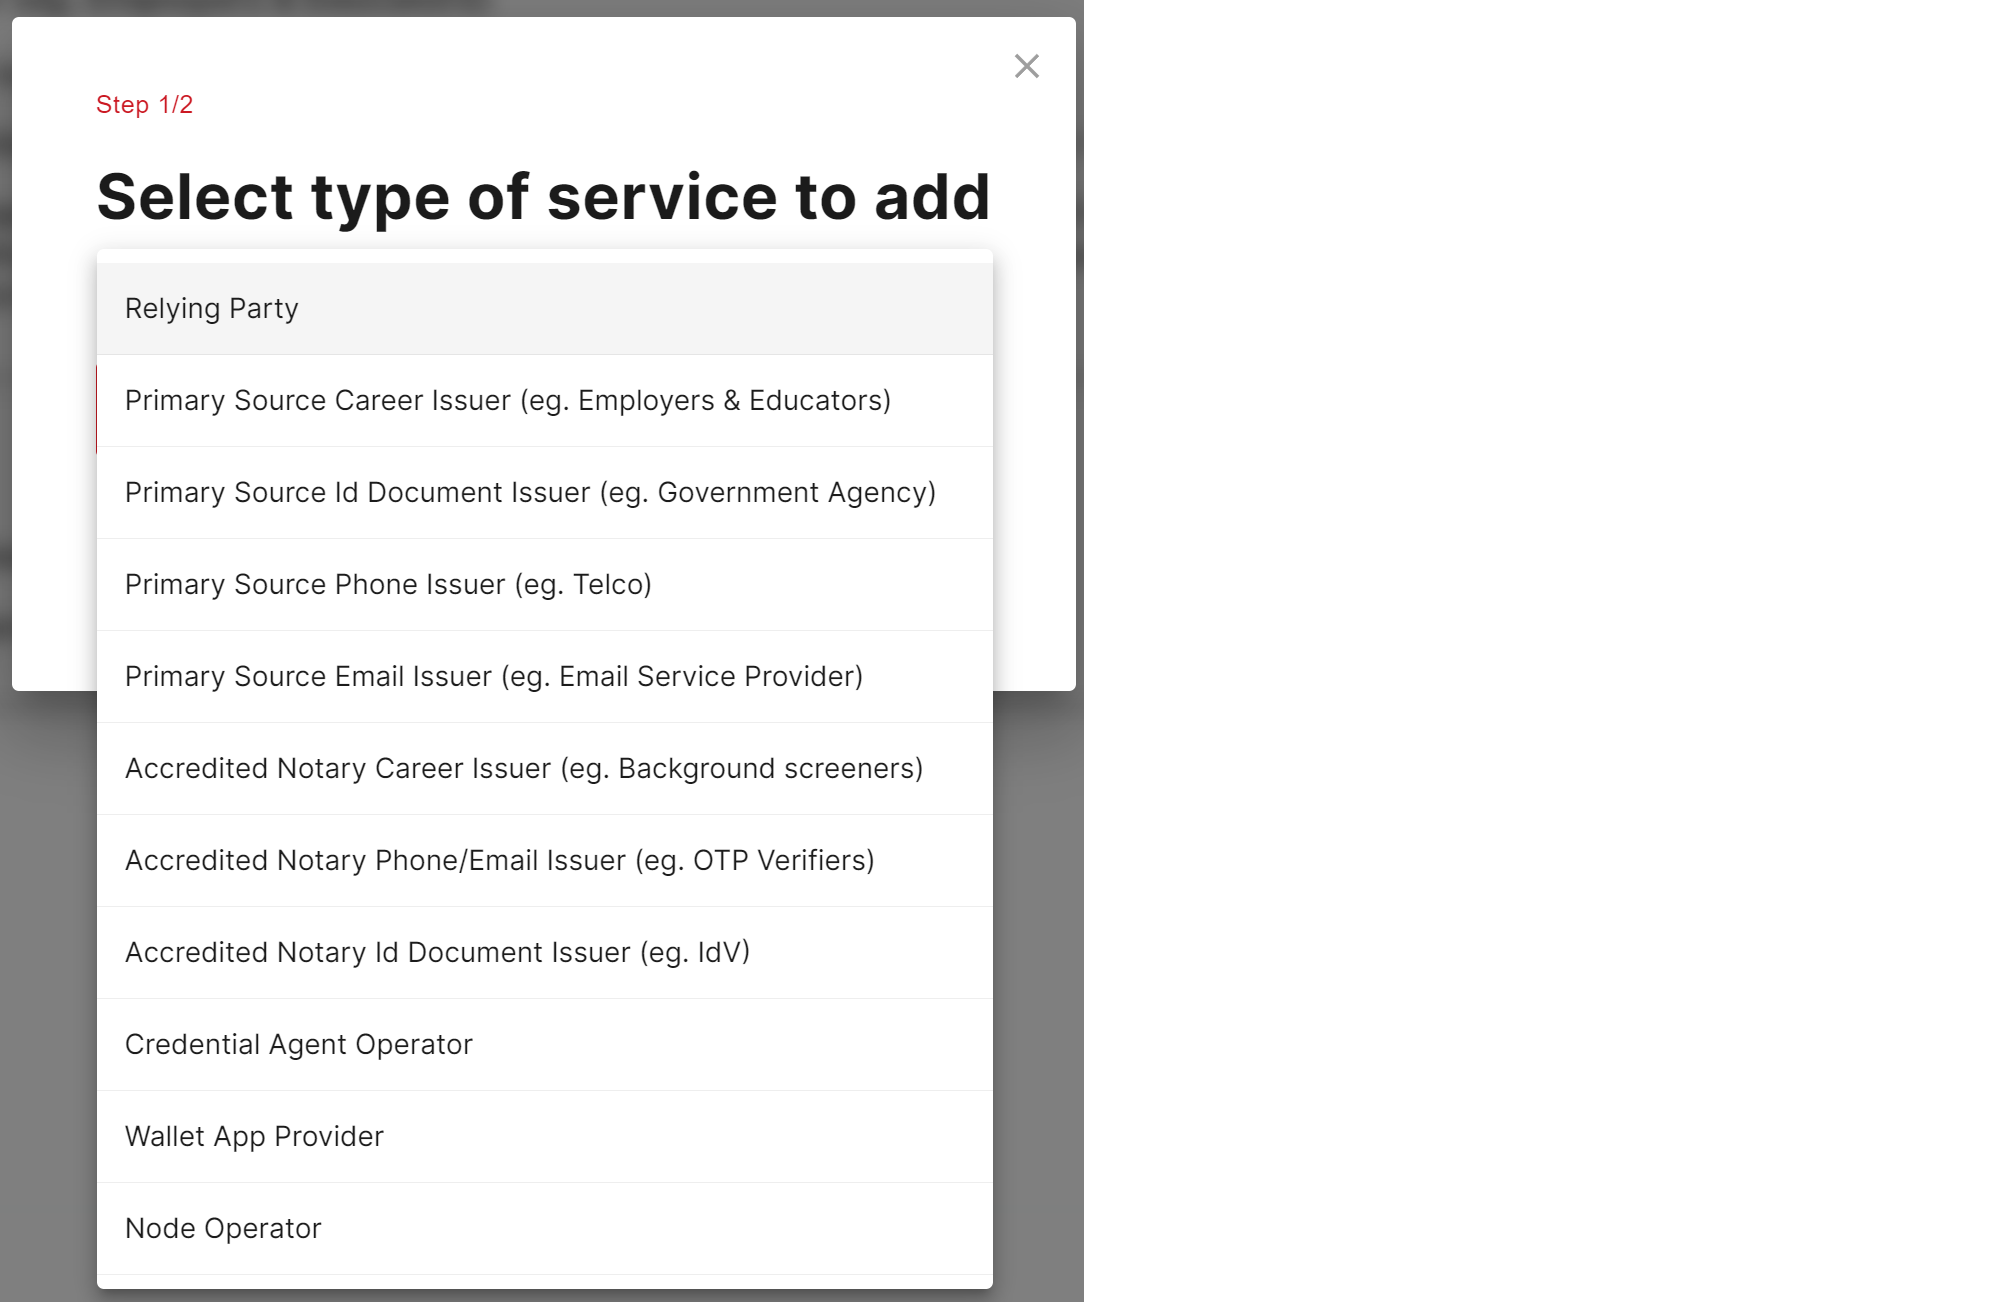 Step 1/2
Select type of service to add
Relying Party
Primary Source Career Issuer (eg. Employers & Educators)
Primary Source Id Document Issuer (eg. Government Agency)
Primary Source Phone Issuer (eg. Telco)
Primary Source Email Issuer (eg. Email Service Provider)
Accredited Notary Career Issuer (eg. Background screeners)
Accredited Notary Phone/Email Issuer (eg. OTP Verifiers)
Accredited Notary Id Document Issuer (eg. IdV)
Credential Agent Operator
Wallet App Provider
Node Operator